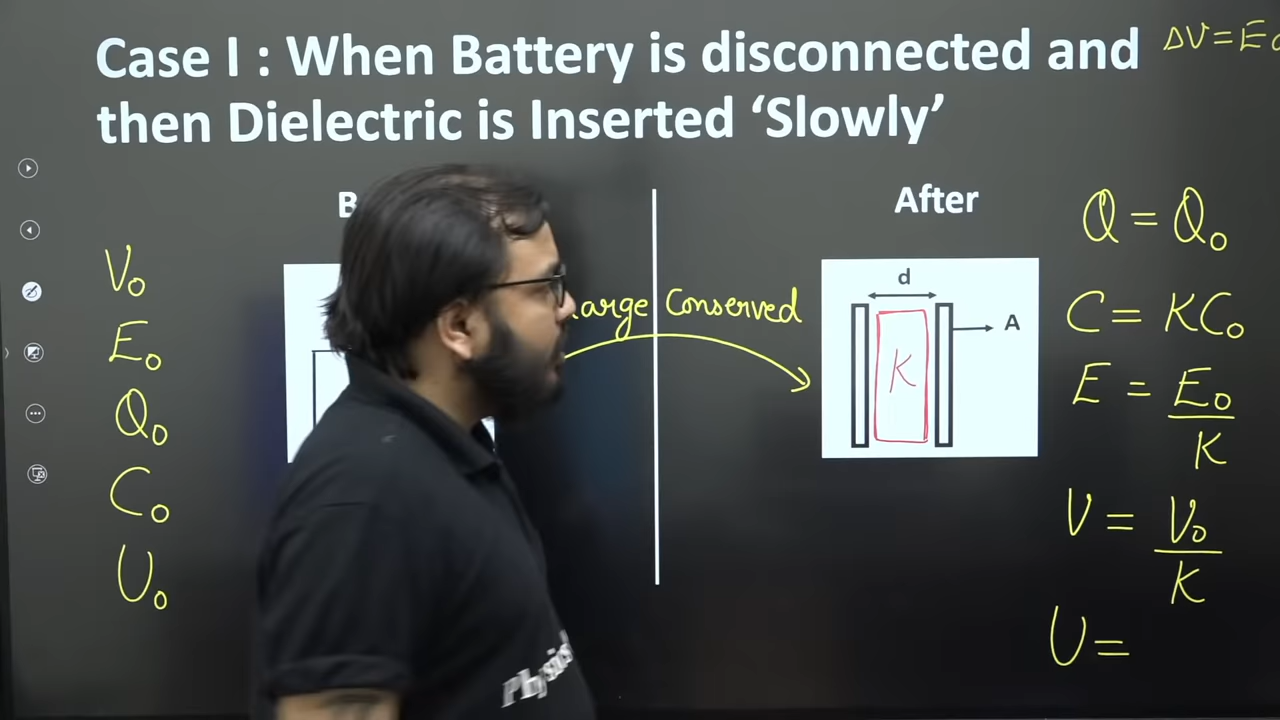 Case I : When Battery is disconnected and
then Dielectric is Inserted ‘Slowly’
ΔV = E
After
V₀
E₀
Q₀
C₀
U₀
Conserved
d
A
K
Q = Q₀
C = KC₀
E = E₀/K
V = V₀/K
U =